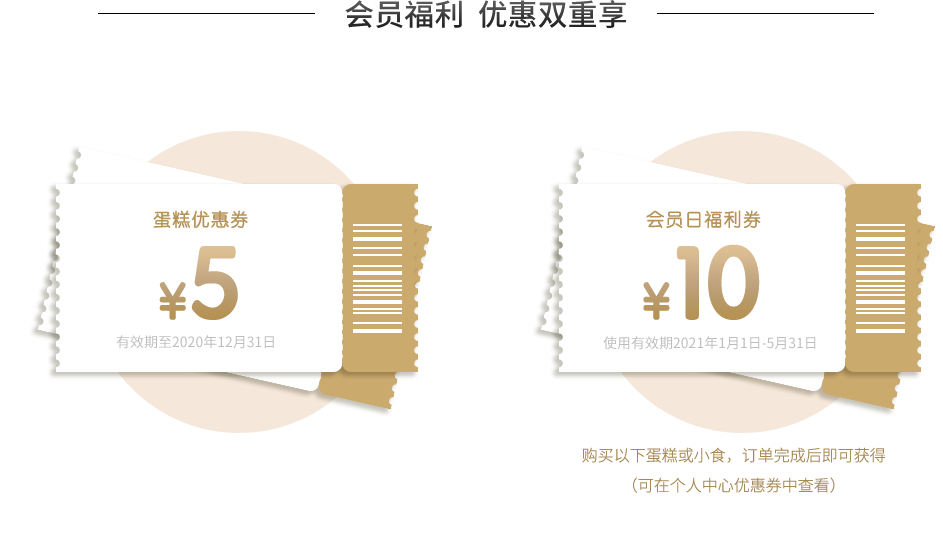 会员福利 优惠双重享
蛋糕优惠券
¥5
有效期至2020年12月31日
会员日福利券
¥10
使用有效期2021年1月1日-5月31日
购买以下蛋糕或小食，订单完成后即可获得
（可在个人中心优惠券中查看）